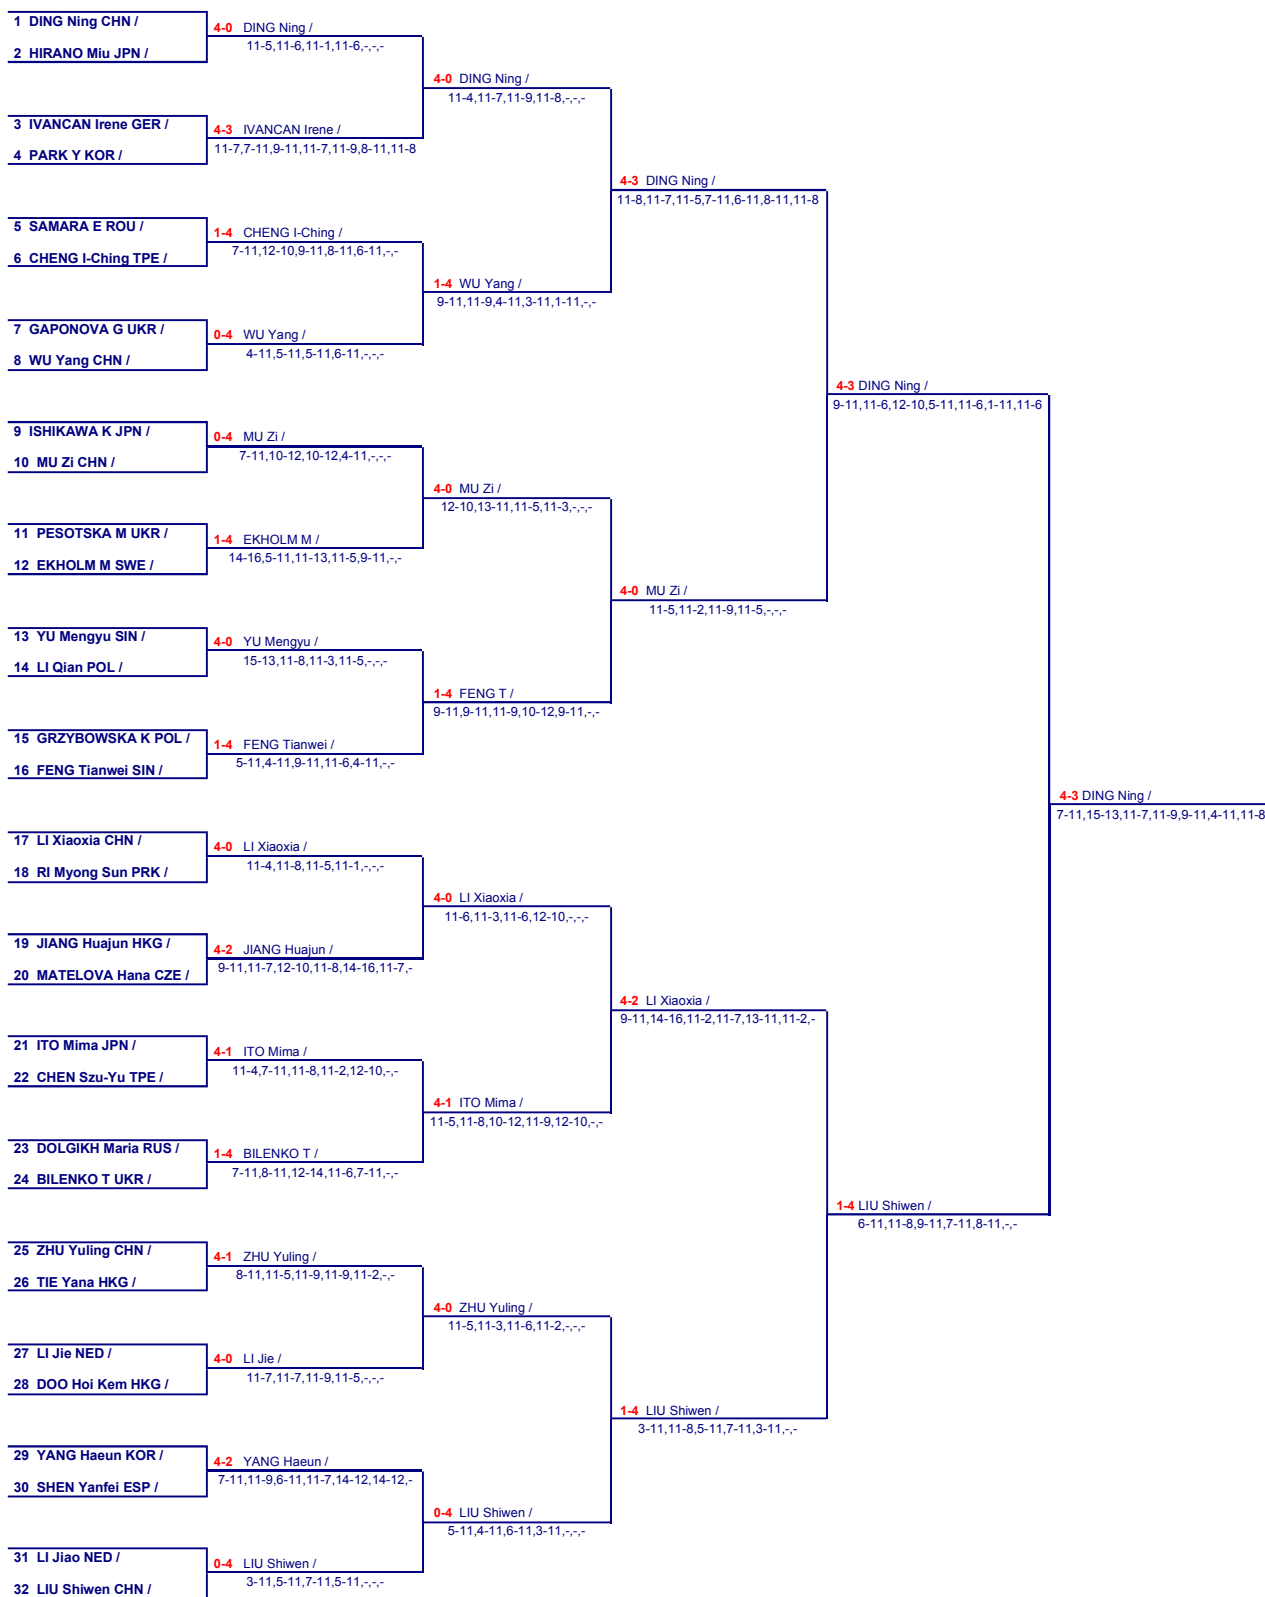 1 DING Ning CHN /
4-0 DING Ning /
11-5,11-6,11-1,11-6,-,-,-
2 HIRANO Miu JPN /
4-0 DING Ning /
11-4,11-7,11-9,11-8,-,-,-
3 IVANCAN Irene GER /
4-3 IVANCAN Irene /
11-7,7-11,9-11,11-7,11-9,8-11,11-8
4 PARK Y KOR /
4-3 DING Ning /
11-8,11-7,11-5,7-11,6-11,8-11,11-8
5 SAMARA E ROU /
1-4 CHENG I-Ching /
7-11,12-10,9-11,8-11,6-11,-,-
6 CHENG I-Ching TPE /
1-4 WU Yang /
9-11,11-9,4-11,3-11,1-11,-,-
7 GAPONOVA G UKR /
0-4 WU Yang /
4-11,5-11,5-11,6-11,-,-,-
8 WU Yang CHN /
4-3 DING Ning /
9-11,11-6,12-10,5-11,11-6,1-11,11-6
9 ISHIKAWA K JPN /
0-4 MU Zi /
7-11,10-12,10-12,4-11,-,-,-
10 MU Zi CHN /
4-0 MU Zi /
12-10,13-11,11-5,11-3,-,-,-
11 PESOTSKA M UKR /
1-4 EKHOLM M /
14-16,5-11,11-13,11-5,9-11,-,-
12 EKHOLM M SWE /
4-0 MU Zi /
11-5,11-2,11-9,11-5,-,-,-
13 YU Mengyu SIN /
4-0 YU Mengyu /
15-13,11-8,11-3,11-5,-,-,-
14 LI Qian POL /
1-4 FENG T /
9-11,9-11,11-9,10-12,9-11,-,-
15 GRZYBOWSKA K POL /
1-4 FENG Tianwei /
5-11,4-11,9-11,11-6,4-11,-,-
16 FENG Tianwei SIN /
4-3 DING Ning /
7-11,15-13,11-7,11-9,9-11,4-11,11-8
17 LI Xiaoxia CHN /
4-0 LI Xiaoxia /
11-4,11-8,11-5,11-1,-,-,-
18 RI Myong Sun PRK /
4-0 LI Xiaoxia /
11-6,11-3,11-6,12-10,-,-,-
19 JIANG Huajun HKG /
4-2 JIANG Huajun /
9-11,11-7,12-10,11-8,14-16,11-7,-
20 MATELOVA Hana CZE /
4-2 LI Xiaoxia /
9-11,14-16,11-2,11-7,13-11,11-2,-
21 ITO Mima JPN /
4-1 ITO Mima /
11-4,7-11,11-8,11-2,12-10,-,-
22 CHEN Szu-Yu TPE /
4-1 ITO Mima /
11-5,11-8,10-12,11-9,12-10,-,-
23 DOLGIKH Maria RUS /
1-4 BILENKO T /
7-11,8-11,12-14,11-6,7-11,-,-
24 BILENKO T UKR /
1-4 LIU Shiwen /
6-11,11-8,9-11,7-11,8-11,-,-
25 ZHU Yuling CHN /
4-1 ZHU Yuling /
8-11,11-5,11-9,11-9,11-2,-,-
26 TIE Yana HKG /
4-0 ZHU Yuling /
11-5,11-3,11-6,11-2,-,-,-
27 LI Jie NED /
4-0 LI Jie /
11-7,11-7,11-9,11-5,-,-,-
28 DOO Hoi Kem HKG /
1-4 LIU Shiwen /
3-11,11-8,5-11,7-11,3-11,-,-
29 YANG Haeun KOR /
4-2 YANG Haeun /
7-11,11-9,6-11,11-7,14-12,14-12,-
30 SHEN Yanfei ESP /
0-4 LIU Shiwen /
5-11,4-11,6-11,3-11,-,-,-
31 LI Jiao NED /
0-4 LIU Shiwen /
3-11,5-11,7-11,5-11,-,-,-
32 LIU Shiwen CHN /